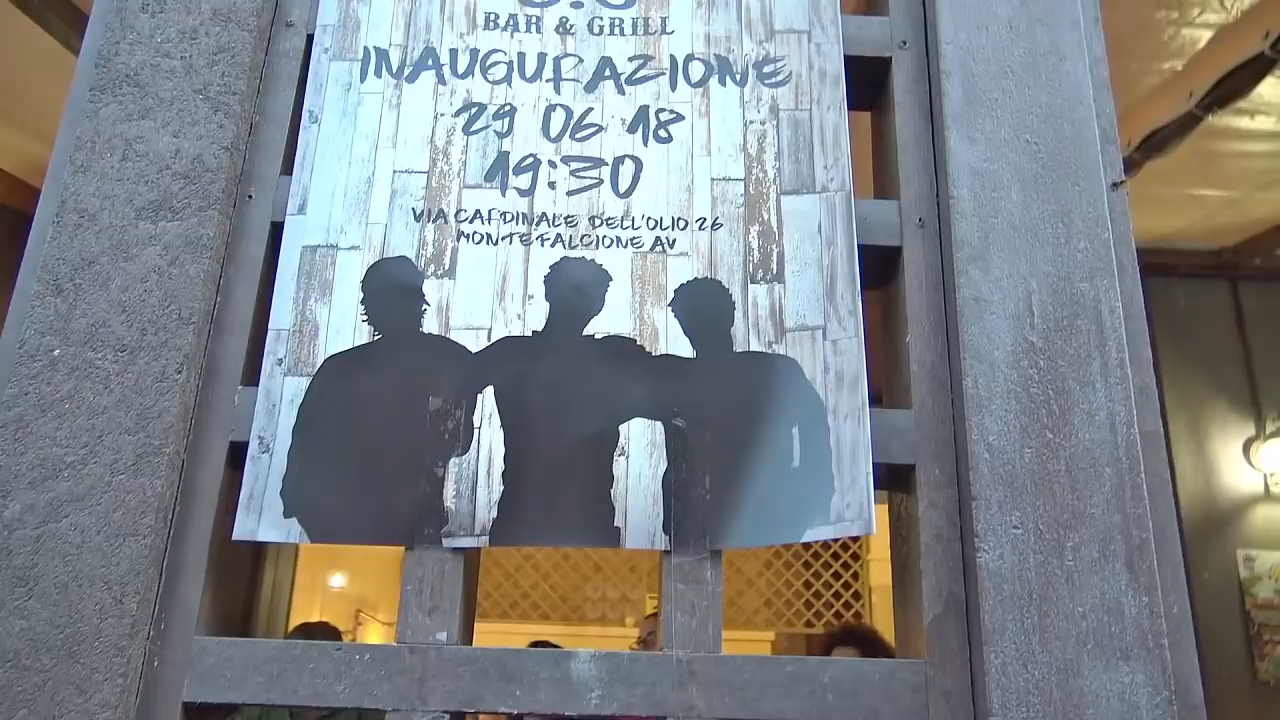 BAR & GRILL
INAUGURAZIONE
29 06 18
19:30
VIA CARDINALE DELL'OLIO 26
MONTEFALCIONE AV